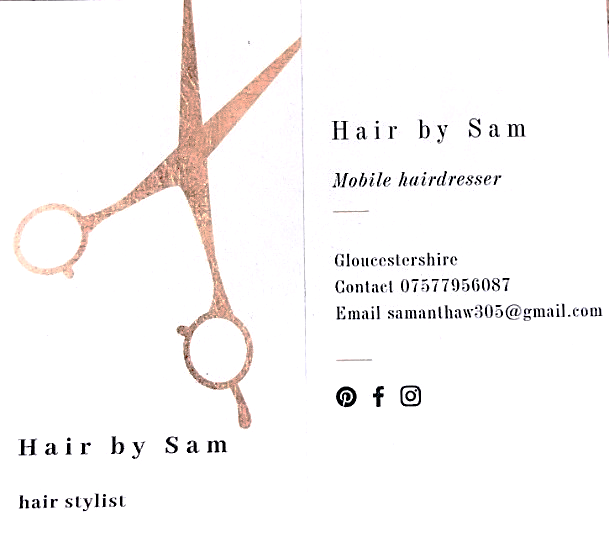 Hair by Sam
hair stylist
Hair by Sam
Mobile hairdresser
Gloucestershire
Contact 07577956087
Email samanthaw305@gmail.com